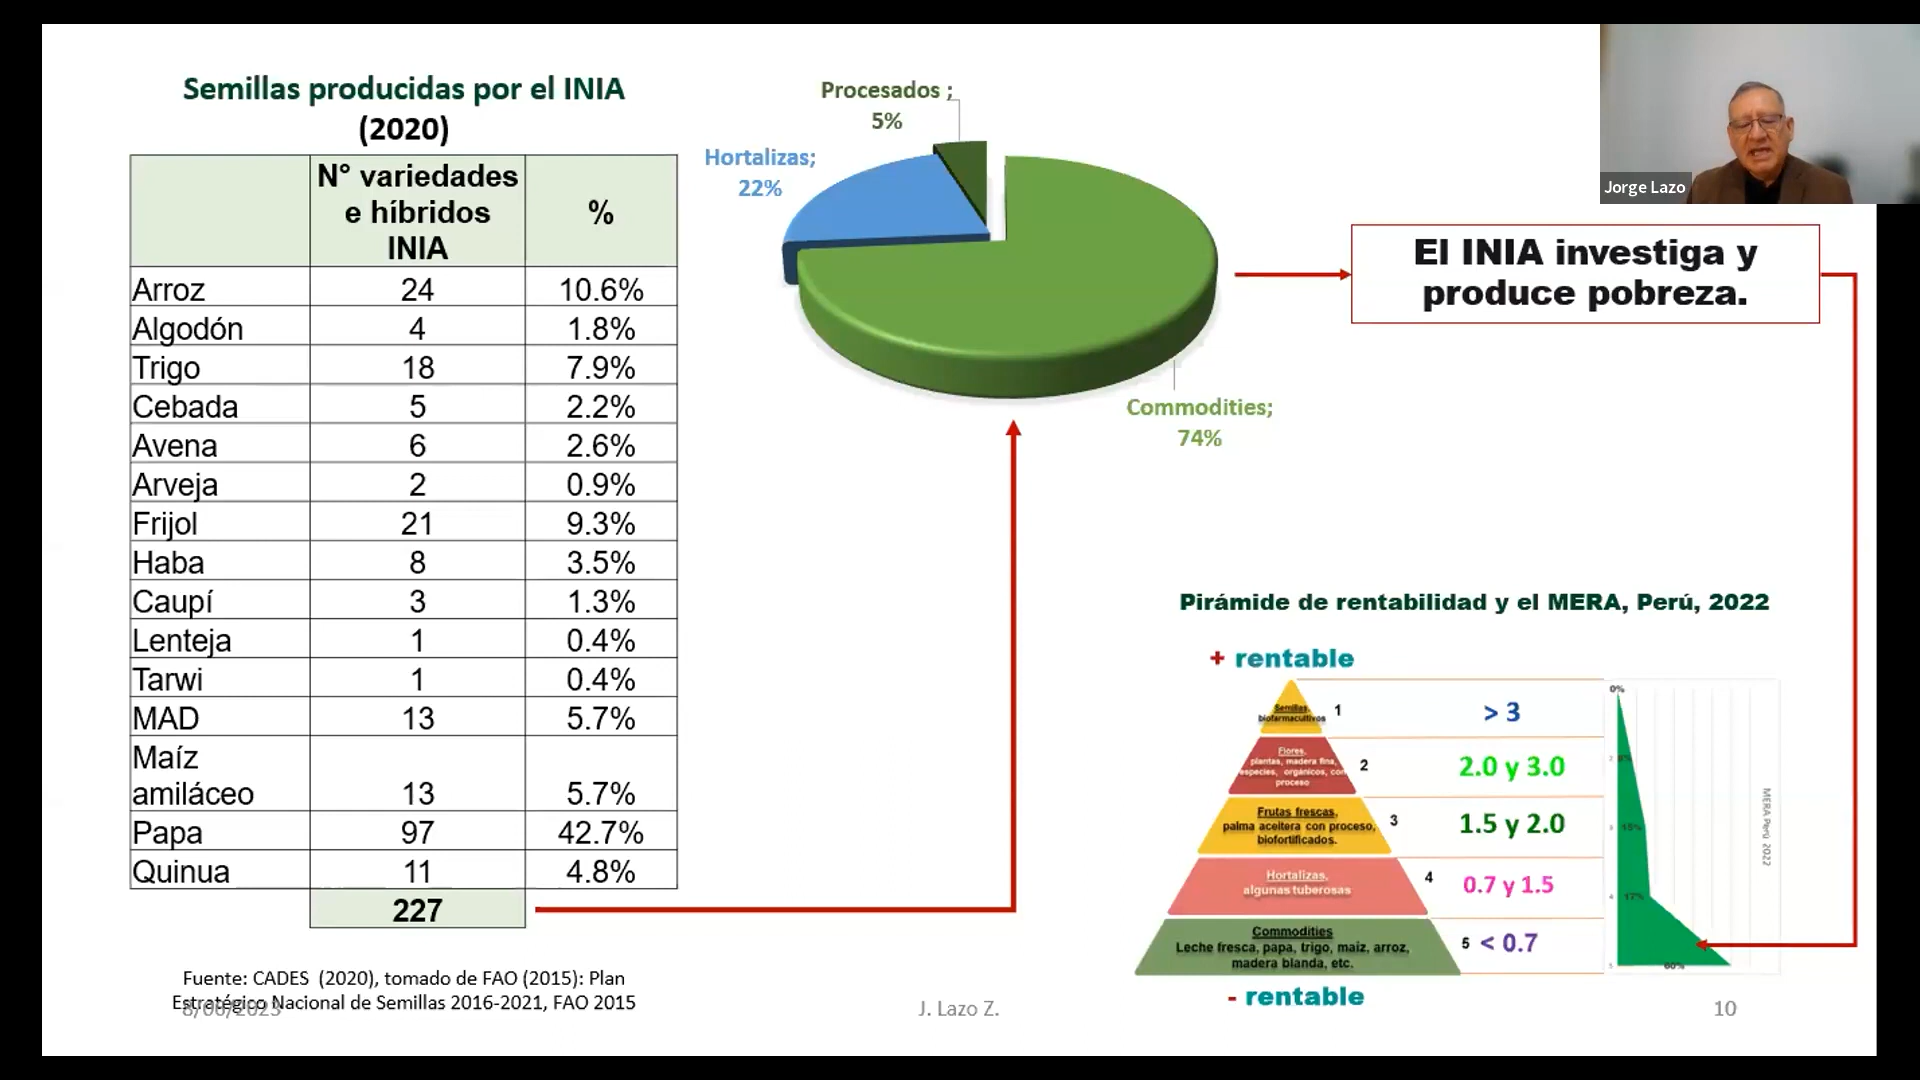 Semillas producidas por el INIA
(2020)
N° variedades
e híbridos
INIA
%
Arroz 24 10.6%
Algodón 4 1.8%
Trigo 18 7.9%
Cebada 5 2.2%
Avena 6 2.6%
Arveja 2 0.9%
Frijol 21 9.3%
Haba 8 3.5%
Caupí 3 1.3%
Lenteja 1 0.4%
Tarwi 1 0.4%
MAD 13 5.7%
Maíz
amiláceo 13 5.7%
Papa 97 42.7%
Quinua 11 4.8%
227
Fuente: CADES (2020), tomado de FAO (2015): Plan
Estratégico Nacional de Semillas 2016-2021, FAO 2015
Procesados ;
5%
Hortalizas;
22%
Commodities;
74%
Jorge Lazo
El INIA investiga y
produce pobreza.
Pirámide de rentabilidad y el MERA, Perú, 2022
+ rentable
Semillas,
biofarmacultivos
1
> 3
Flores,
plantas, madera fina,
especies, orgánicos, con
proceso
2
2.0 y 3.0
Frutas frescas,
palma aceitera con proceso,
biofortificados.
3
1.5 y 2.0
Hortalizas,
algunas tuberosas
4
0.7 y 1.5
Commodities
Leche fresca, papa, trigo, maiz, arroz,
madera blanda, etc.
5
< 0.7
- rentable
0%
17%
60%
MERA Perú 2022
8/06/2023
J. Lazo Z.
10